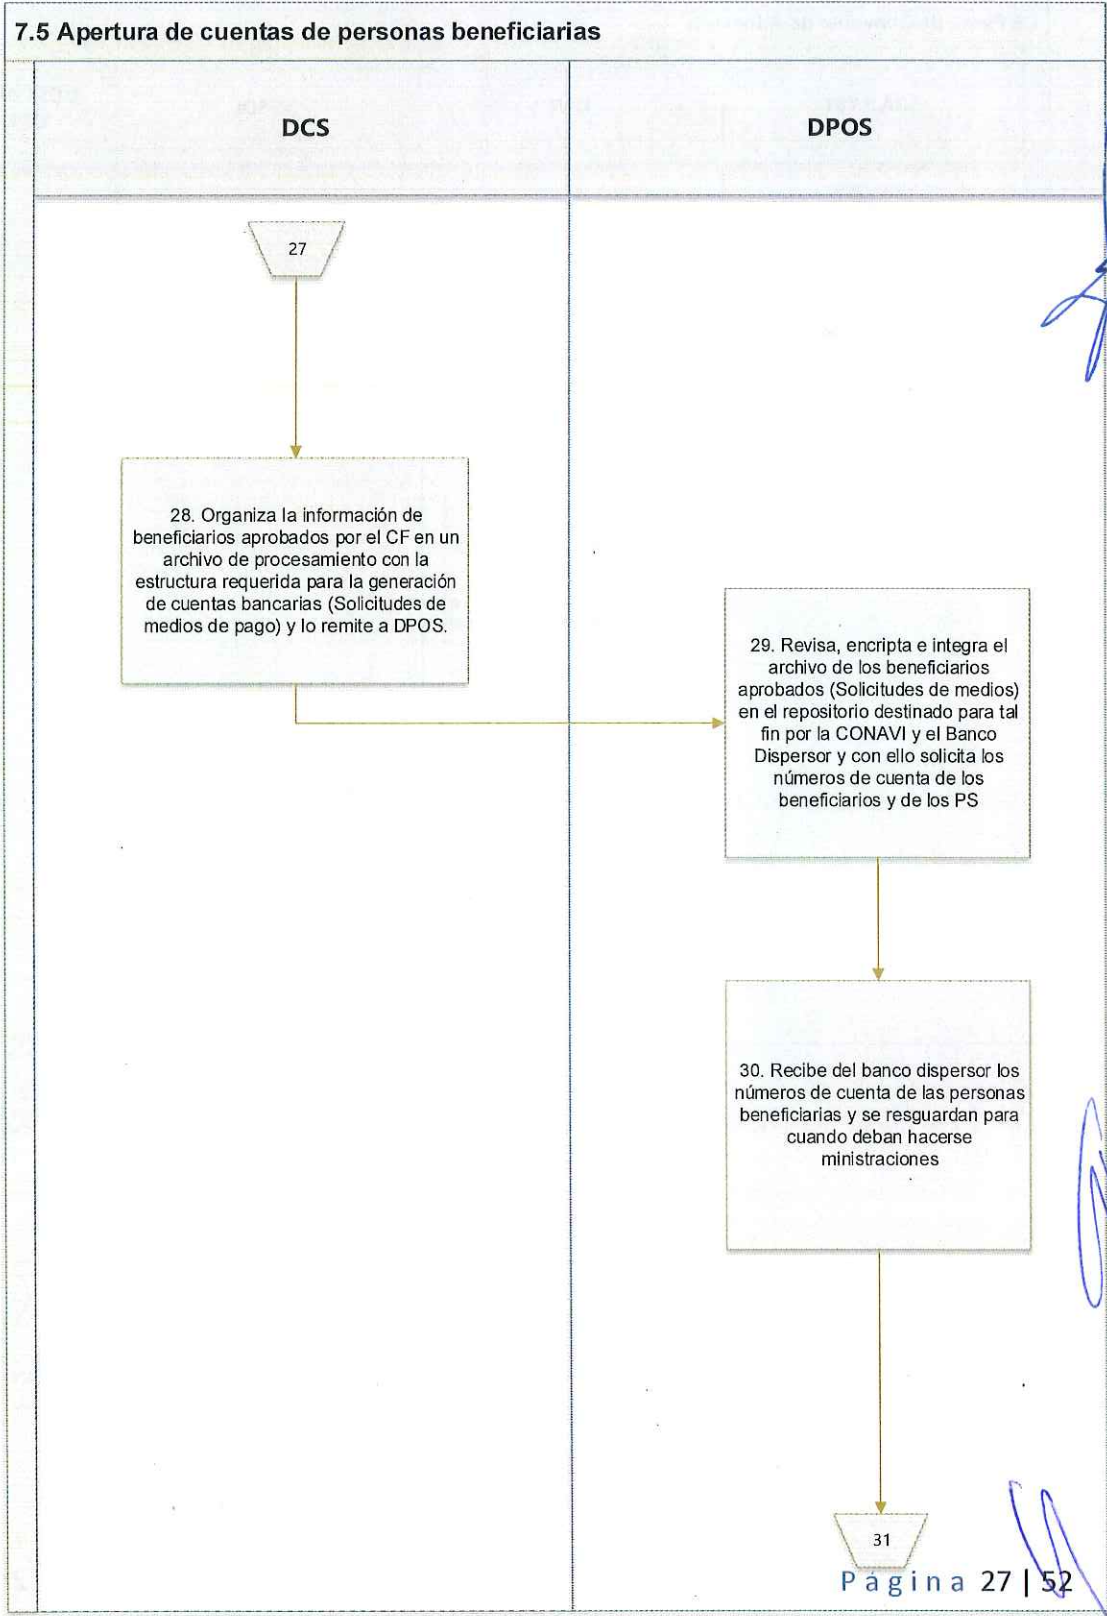 7.5 Apertura de cuentas de personas beneficiarias
DCS
DPOS
27
28. Organiza la información de
beneficiarios aprobados por el CF en un
archivo de procesamiento con la
estructura requerida para la generación
de cuentas bancarias (Solicitudes de
medios de pago) y lo remite a DPOS.
29. Revisa, encripta e integra el
archivo de los beneficiarios
aprobados (Solicitudes de medios)
en el repositorio destinado para tal
fin por la CONAVI y el Banco
Dispersor y con ello solicita los
números de cuenta de los
beneficiarios y de los PS
30. Recibe del banco dispersor los
números de cuenta de las personas
beneficiarias y se resguardan para
cuando deban hacerse
ministraciones
31
Página 27 | 52